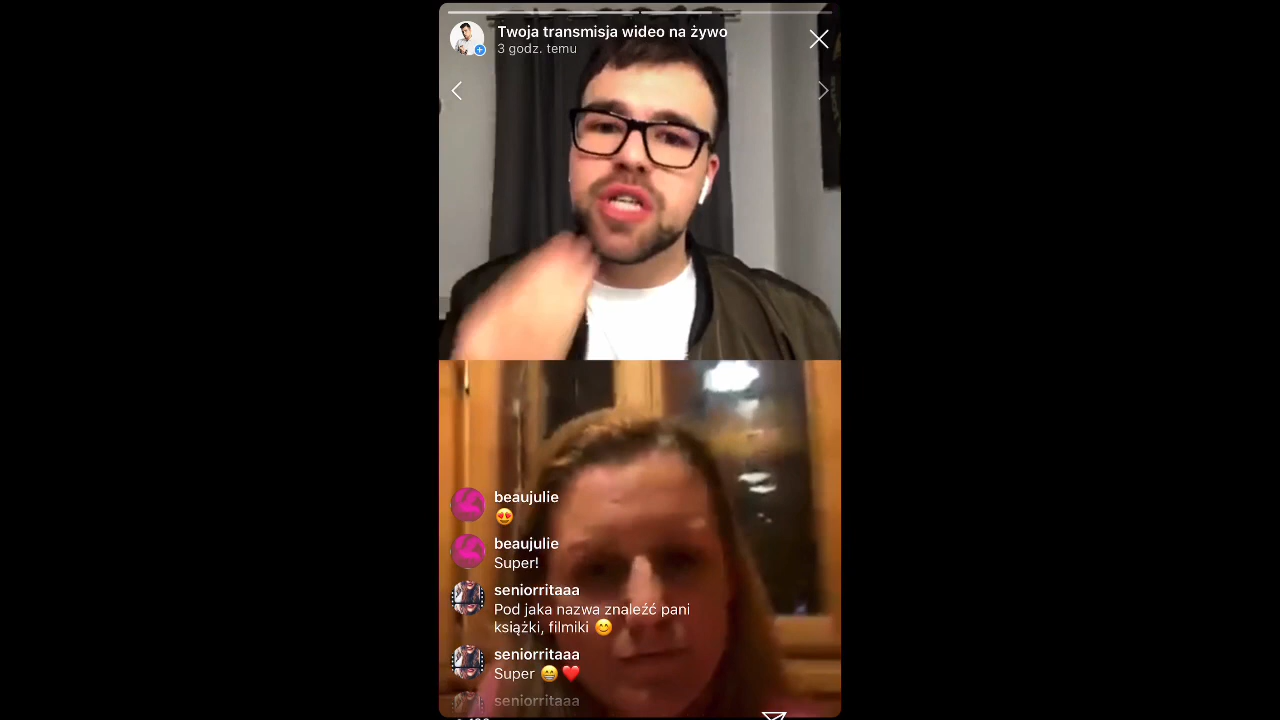 Twoja transmisja wideo na żywo
3 godz. temu
beaujulie
😍
beaujulie
Super!
seniorritaaa
Pod jaka nazwa znaleźć pani
książki, filmiki 😊
seniorritaaa
Super 😁❤️
seniorritaaa